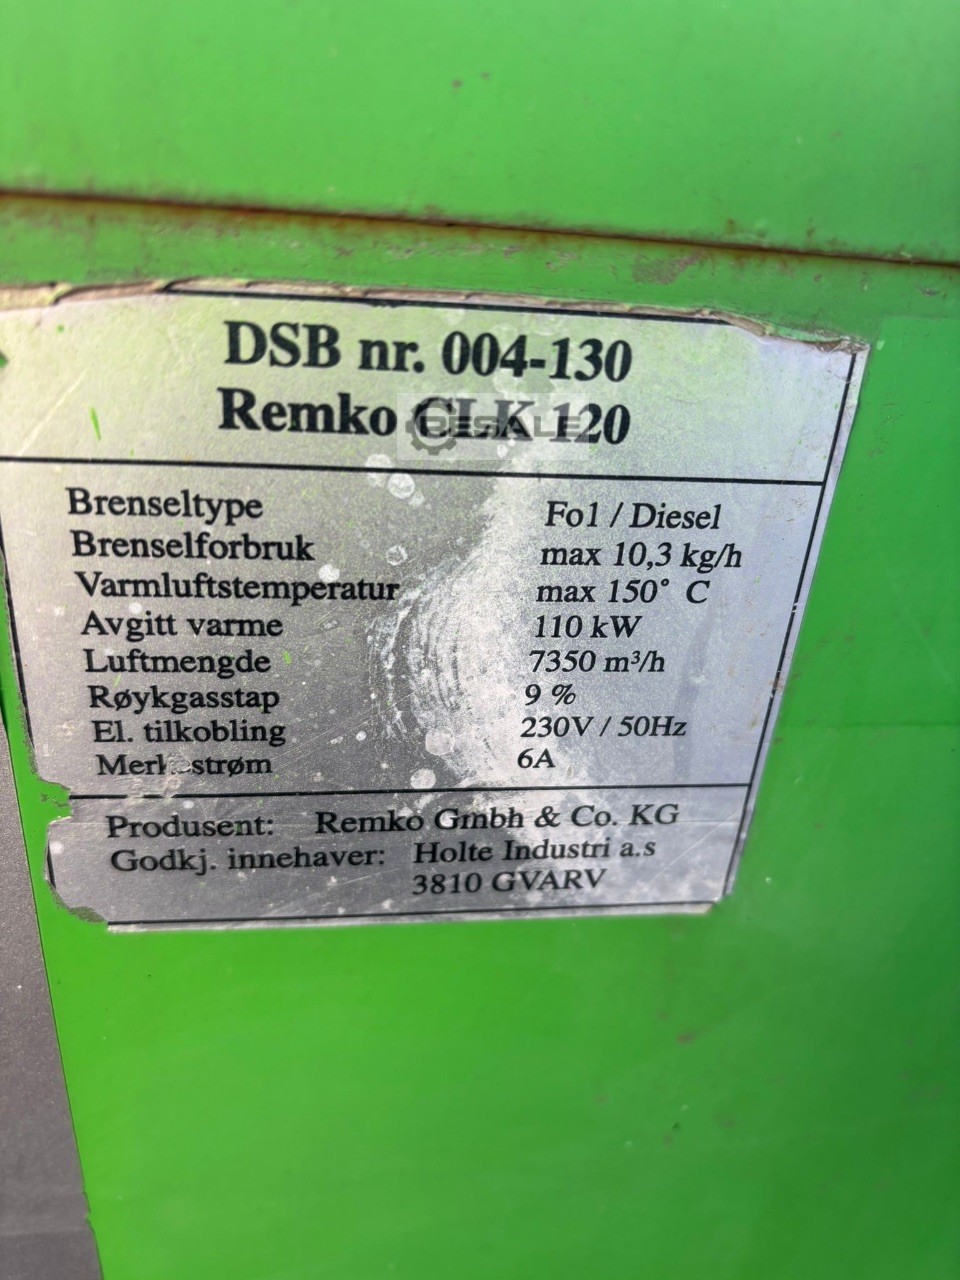 DSB nr. 004-130
Remko CLK 120
RESALE
Brenseltype Fo1 / Diesel
Brenselforbruk max 10,3 kg/h
Varmluftstemperatur max 150° C
Avgitt varme 110 kW
Luftmengde 7350 m³/h
Røykgasstap 9 %
El. tilkobling 230V / 50Hz
Merkestrøm 6A
Produsent: Remko Gmbh & Co. KG
Godkj. innehaver: Holte Industri a.s
3810 GVARV